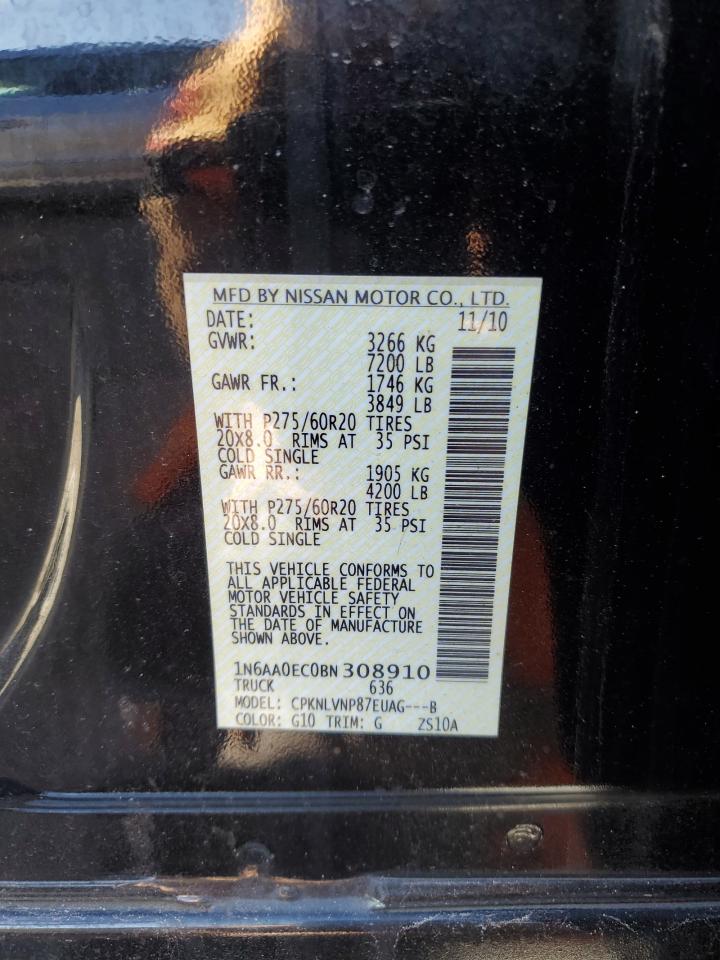 MFD BY NISSAN MOTOR CO., LTD.
DATE: 11/10
GVWR: 3266 KG
7200 LB
GAWR FR.: 1746 KG
3849 LB
WITH P275/60R20 TIRES
20X8.0 RIMS AT 35 PSI
COLD SINGLE
GAWR RR.: 1905 KG
4200 LB
WITH P275/60R20 TIRES
20X8.0 RIMS AT 35 PSI
COLD SINGLE
THIS VEHICLE CONFORMS TO
ALL APPLICABLE FEDERAL
MOTOR VEHICLE SAFETY
STANDARDS IN EFFECT ON
THE DATE OF MANUFACTURE
SHOWN ABOVE.
1N6AA0EC0BN308910
TRUCK 636
MODEL: CPKNLVNP87EUAG---B
COLOR: G10 TRIM: G ZS10A